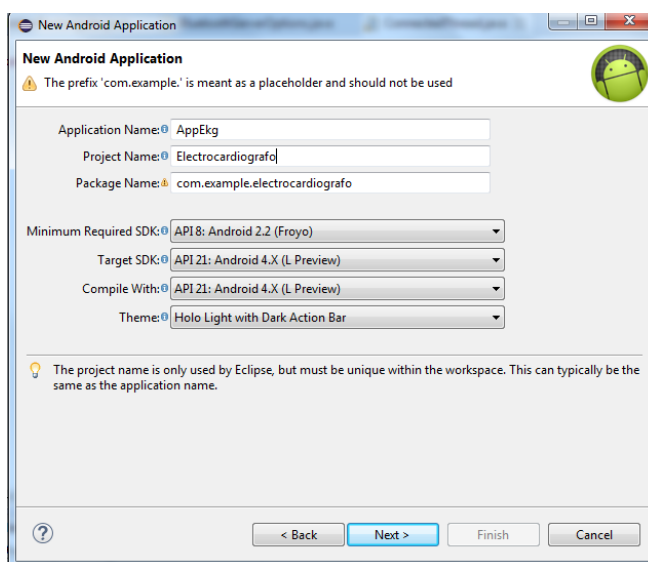 New Android Application
New Android Application
The prefix 'com.example.' is meant as a placeholder and should not be used
Application Name: AppEkg
Project Name: Electrocardiografo
Package Name: com.example.electrocardiografo
Minimum Required SDK: API 8: Android 2.2 (Froyo)
Target SDK: API 21: Android 4.X (L Preview)
Compile With: API 21: Android 4.X (L Preview)
Theme: Holo Light with Dark Action Bar
The project name is only used by Eclipse, but must be unique within the workspace. This can typically be the
same as the application name.
< Back Next > Finish Cancel